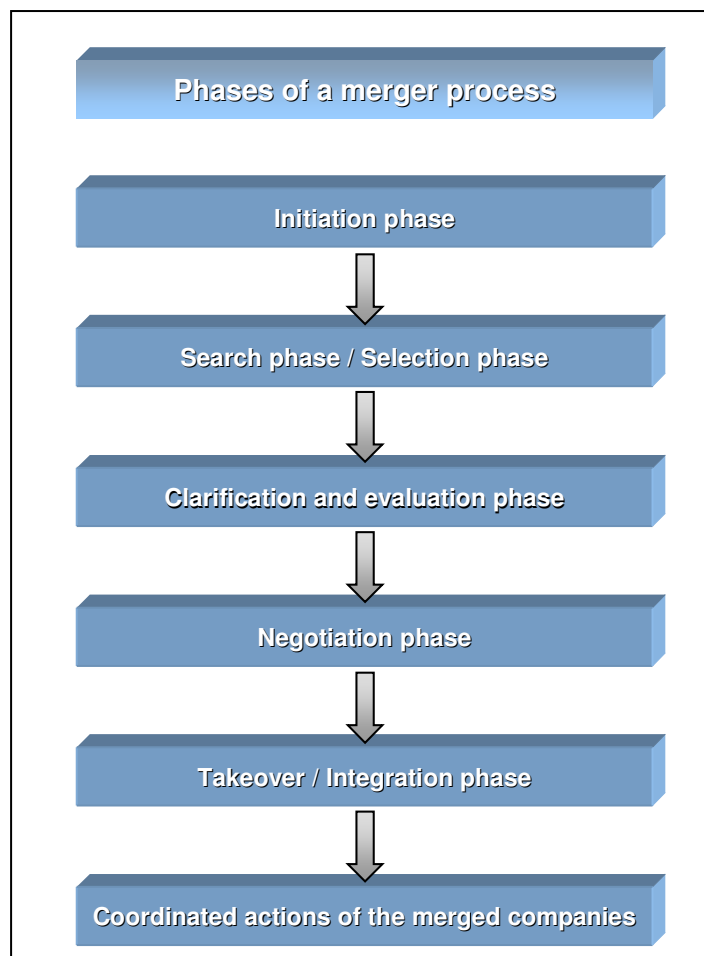 Phases of a merger process
Initiation phase
Search phase / Selection phase
Clarification and evaluation phase
Negotiation phase
Takeover / Integration phase
Coordinated actions of the merged companies